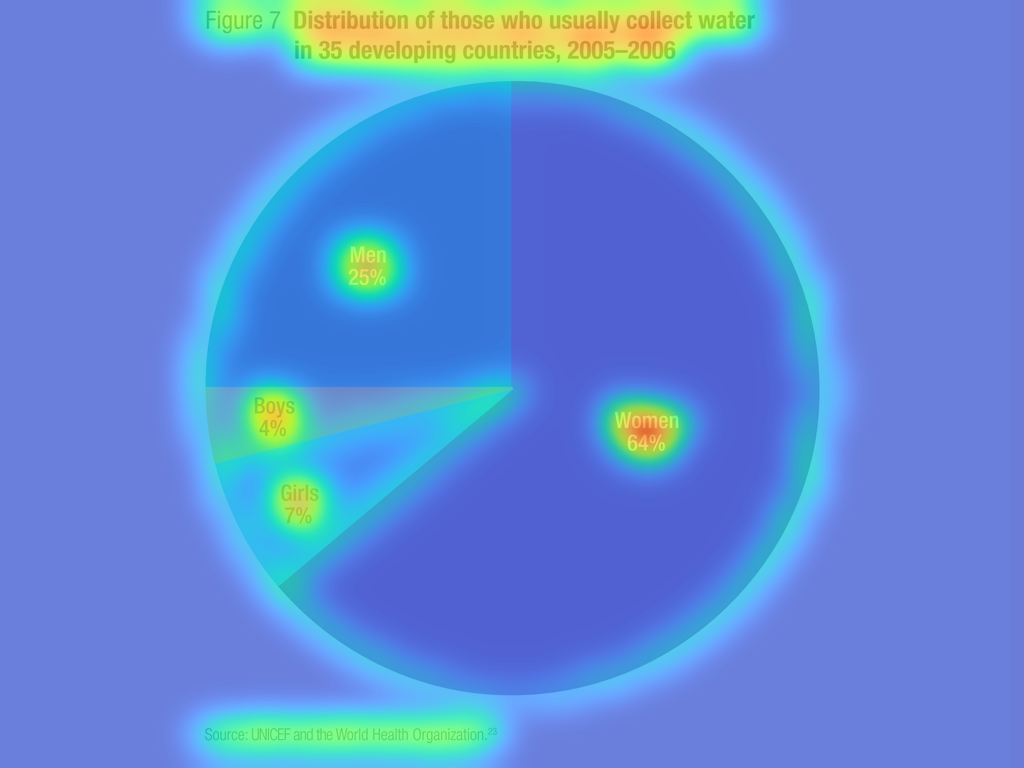 Figure 7 Distribution of those who usually collect water
in 35 developing countries, 2005–2006
Men
25%
Boys
4%
Women
64%
Girls
7%
Source: UNICEF and the World Health Organization.23